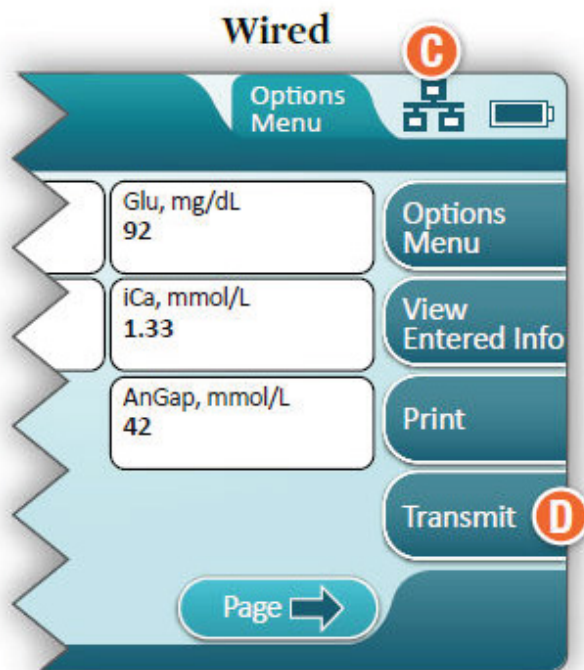 Wired
C
Options
Menu
Glu, mg/dL
92
Options
Menu
iCa, mmol/L
1.33
View
Entered Info
AnGap, mmol/L
42
Print
Transmit D
Page